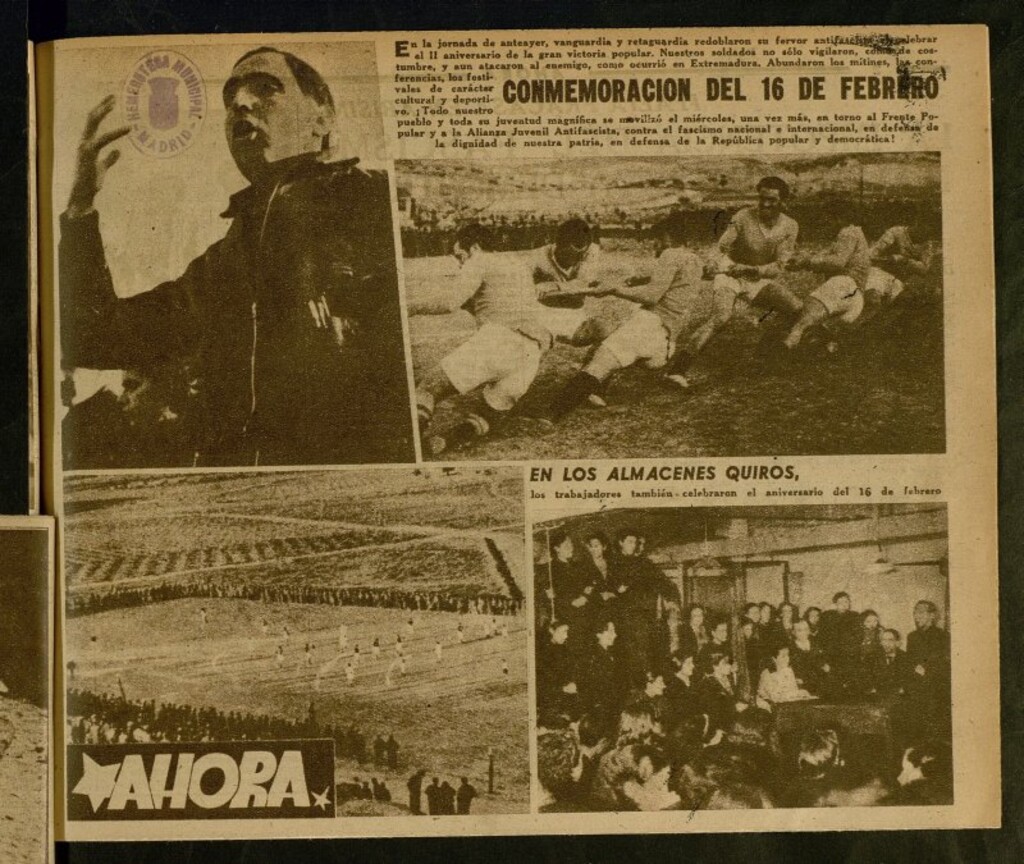 En la jornada de anteayer, vanguardia y retaguardia redoblaron su fervor antifascista celebrar
el II aniversario de la gran victoria popular. Nuestros soldados no sólo vigilaron, de cos-
tumbre, y aun atacaron al enemigo, como ocurrió en Extremadura. Abundaron los mítines, las con-
ferencias, los festi-
vales de carácter
cultural y deporti-
vo. ¡Todo nuestro
CONMEMORACION DEL 16 DE FEBRERO
pueblo y toda su juventud magnífica se movilizó el miércoles, una vez más, en torno al Frente Po-
pular y a la Alianza Juvenil Antifascista, contra el fascismo nacional e internacional, en defensa de
la dignidad de nuestra patria, en defensa de la República popular y democrática!
HEMEROTECA MUNICIPAL
MADRID
EN LOS ALMACENES QUIROS,
los trabajadores también celebraron el aniversario del 16 de febrero
AHORA